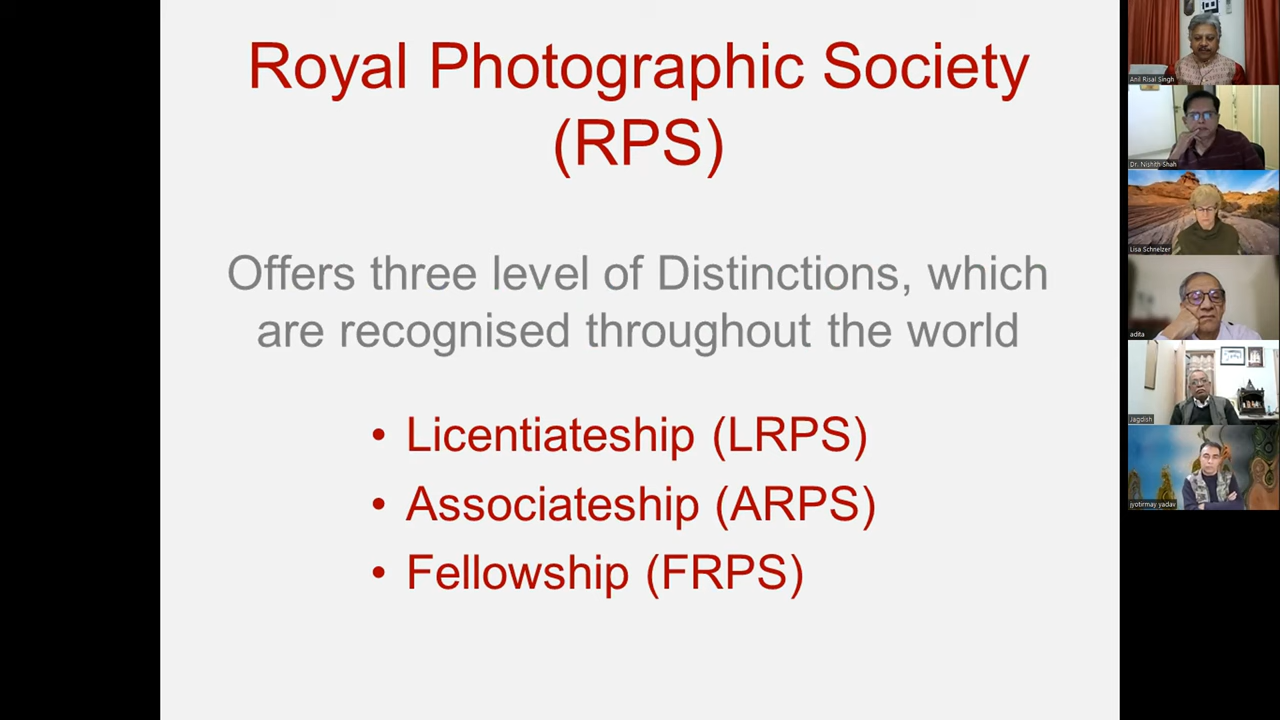 Royal Photographic Society
(RPS)
Offers three level of Distinctions, which
are recognised throughout the world
• Licentiateship (LRPS)
• Associateship (ARPS)
• Fellowship (FRPS)
Anil Risal Singh
Dr. Nishith Shah
Lisa Schnelzer
adita
Jagdish
jyotirmay yadav